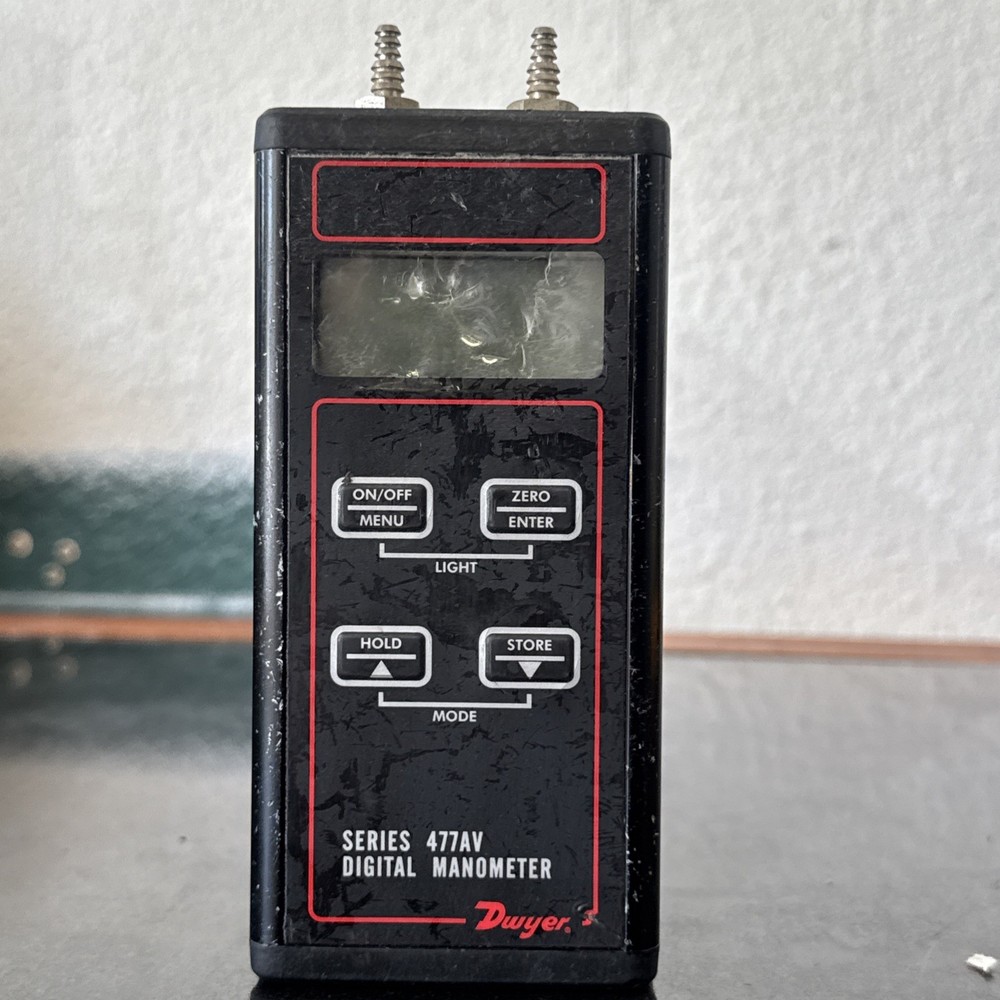 ON/OFF
MENU
ZERO
ENTER
LIGHT
HOLD
STORE
MODE
SERIES 477AV
DIGITAL MANOMETER
Dwyer